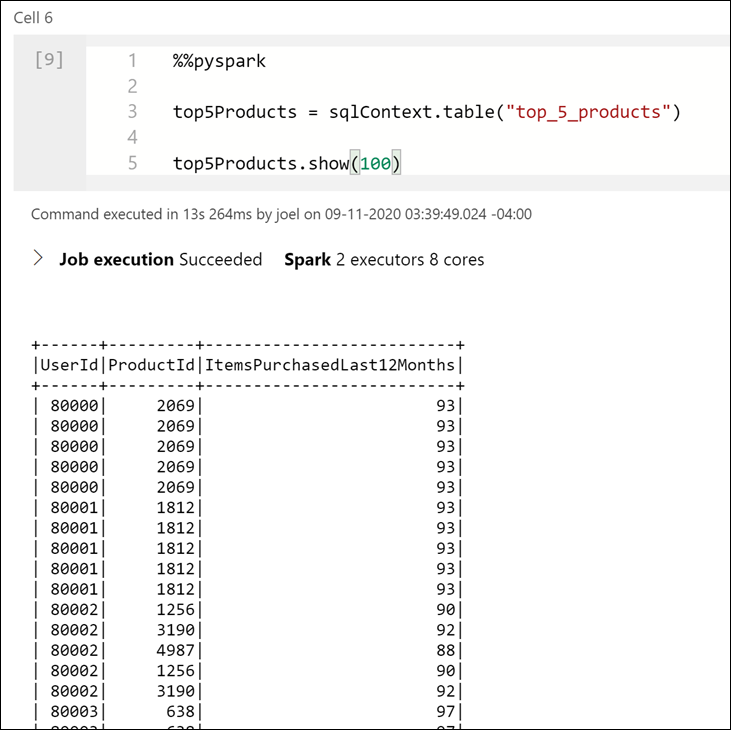 Cell 6
[9]
1 %%pyspark
2
3 top5Products = sqlContext.table("top_5_products")
4
5 top5Products.show(100)
Command executed in 13s 264ms by joel on 09-11-2020 03:39:49.024 -04:00
Job execution Succeeded Spark 2 executors 8 cores
+------+---------+--------------------------+
|UserId|ProductId|ItemsPurchasedLast12Months|
+------+---------+--------------------------+
| 80000|     2069|                        93|
| 80000|     2069|                        93|
| 80000|     2069|                        93|
| 80000|     2069|                        93|
| 80000|     2069|                        93|
| 80001|     1812|                        93|
| 80001|     1812|                        93|
| 80001|     1812|                        93|
| 80001|     1812|                        93|
| 80001|     1812|                        93|
| 80002|     1256|                        90|
| 80002|     3190|                        92|
| 80002|     4987|                        88|
| 80002|     1256|                        90|
| 80002|     3190|                        92|
| 80003|      638|                        97|